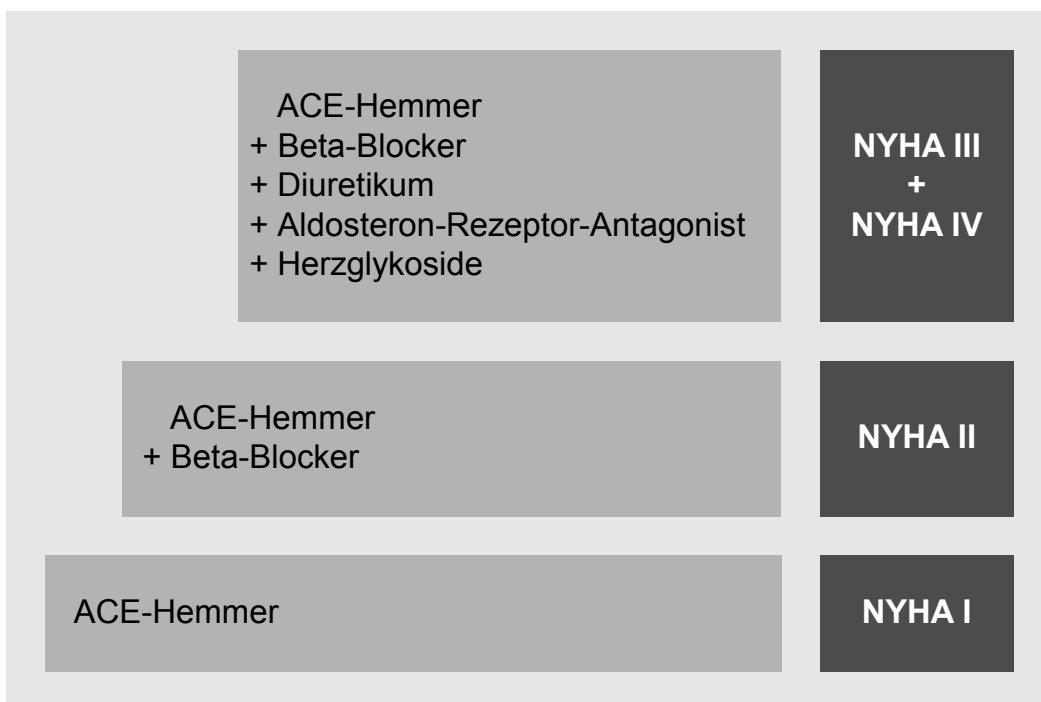 ACE-Hemmer
+ Beta-Blocker
+ Diuretikum
+ Aldosteron-Rezeptor-Antagonist
+ Herzglykoside
NYHA III
+
NYHA IV
ACE-Hemmer
+ Beta-Blocker
NYHA II
ACE-Hemmer
NYHA I